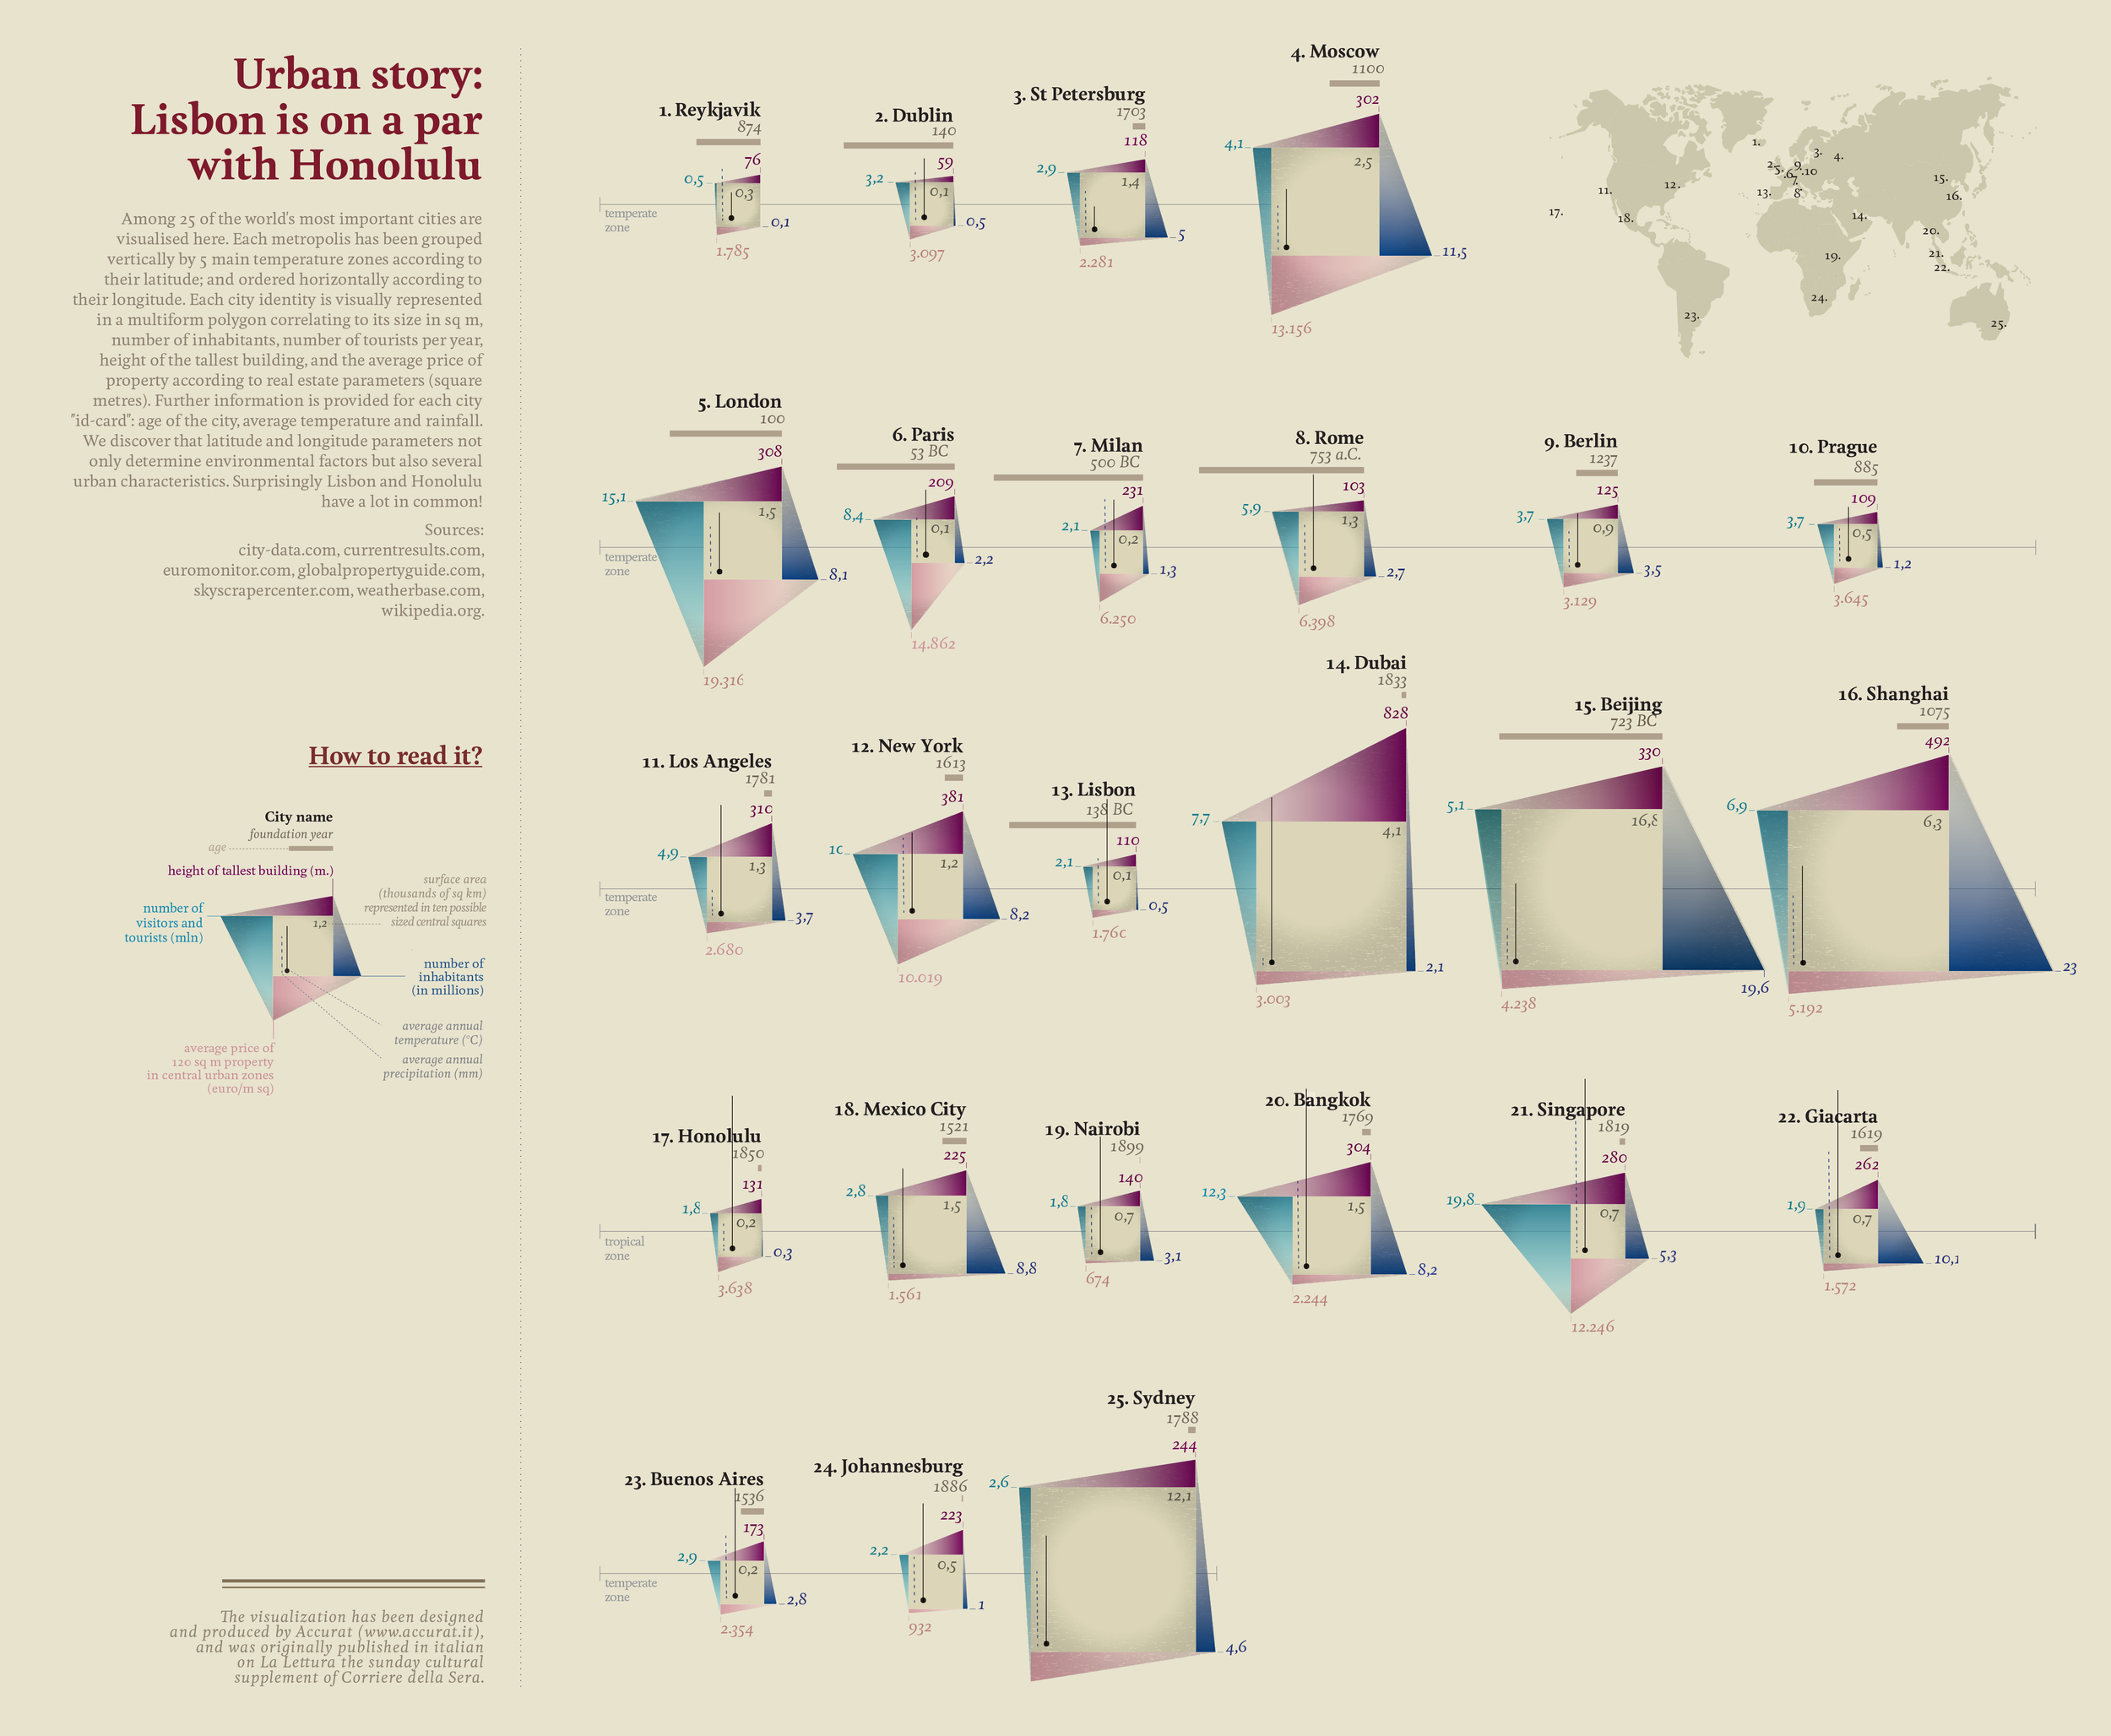 Urban story:
Lisbon is on a par
with Honolulu
Among 25 of the world's most important cities are
visualised here. Each metropolis has been grouped
vertically by 5 main temperature zones according to
their latitude; and ordered horizontally according to
their longitude. Each city identity is visually represented
in a multiform polygon correlating to its size in sq m,
number of inhabitants, number of tourists per year,
height of the tallest building, and the average price of
property according to real estate parameters (square
metres). Further information is provided for each city
"id-card": age of the city, average temperature and rainfall.
We discover that latitude and longitude parameters not
only determine environmental factors but also several
urban characteristics. Surprisingly Lisbon and Honolulu
have a lot in common!
Sources:
city-data.com, currentresults.com,
euromonitor.com, globalpropertyguide.com,
skyscrapercenter.com, weatherbase.com,
wikipedia.org.
How to read it?
City name
foundation year
age
height of tallest building (m.)
surface area
(thousands of sq km)
represented in ten possible
sized central squares
number of
visitors and
tourists (mln)
1,2
number of
inhabitants
(in millions)
average annual
temperature (°C)
average annual
precipitation (mm)
average price of
120 sq m property
in central urban zones
(euro/m sq)
The visualization has been designed
and produced by Accurat (www.accurat.it),
and was originally published in italian
on La Lettura the sunday cultural
supplement of Corriere della Sera.
temperate
zone
1. Reykjavik
874
76
0,5
0,3
0,1
1.785
2. Dublin
140
59
3,2
0,1
0,5
3.097
3. St Petersburg
1703
118
2,9
1,4
5
2.281
4. Moscow
1100
302
4,1
2,5
11,5
13.156
1.
2.
3.
4.
5.
6.
7.
8.
9.
10
11.
12.
13.
14.
15.
16.
17.
18.
19.
20.
21.
22.
23.
24.
25.
temperate
zone
5. London
100
308
15,1
1,5
8,1
19.316
6. Paris
53 BC
209
8,4
0,1
2,2
14.862
7. Milan
500 BC
231
2,1
0,2
1,3
6.250
8. Rome
753 a.C.
103
5,9
1,3
2,7
6.398
9. Berlin
1237
125
3,7
0,9
3,5
3.129
10. Prague
885
109
3,7
0,5
1,2
3.645
temperate
zone
11. Los Angeles
1781
310
4,9
1,3
3,7
2.680
12. New York
1613
381
10
1,2
8,2
10.019
13. Lisbon
138 BC
110
2,1
0,1
0,5
1.760
14. Dubai
1833
828
7,7
4,1
2,1
3.003
15. Beijing
723 BC
330
5,1
16,8
19,6
4.238
16. Shanghai
1075
492
6,9
6,3
23
5.192
tropical
zone
17. Honolulu
1850
131
1,8
0,2
0,3
3.638
18. Mexico City
1521
225
2,8
1,5
8,8
1.561
19. Nairobi
1899
140
1,8
0,7
3,1
674
20. Bangkok
1769
304
12,3
1,5
8,2
2.244
21. Singapore
1819
280
19,8
0,7
5,3
12.246
22. Giacarta
1619
262
1,9
0,7
10,1
1.572
temperate
zone
23. Buenos Aires
1536
173
2,9
0,2
2,8
2.354
24. Johannesburg
1886
223
2,2
0,5
1
932
25. Sydney
1788
244
2,6
12,1
4,6